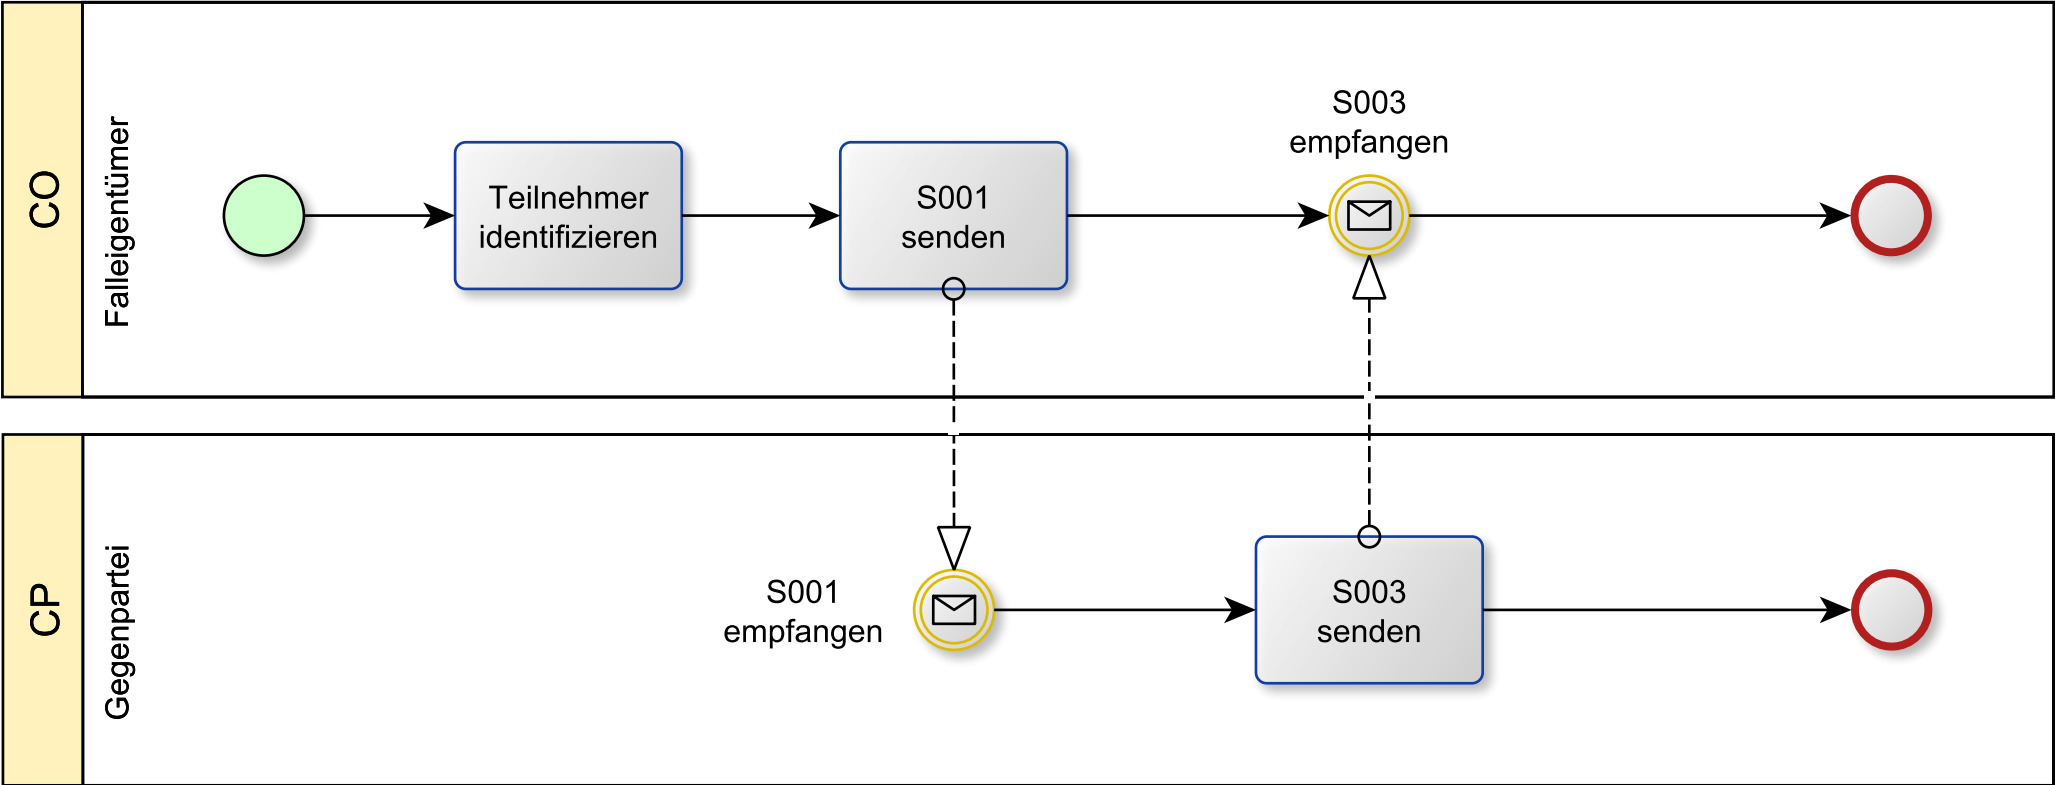 CO
Falleigentümer
Teilnehmer
identifizieren
S001
senden
S003
empfangen
CP
Gegenpartei
S001
empfangen
S003
senden